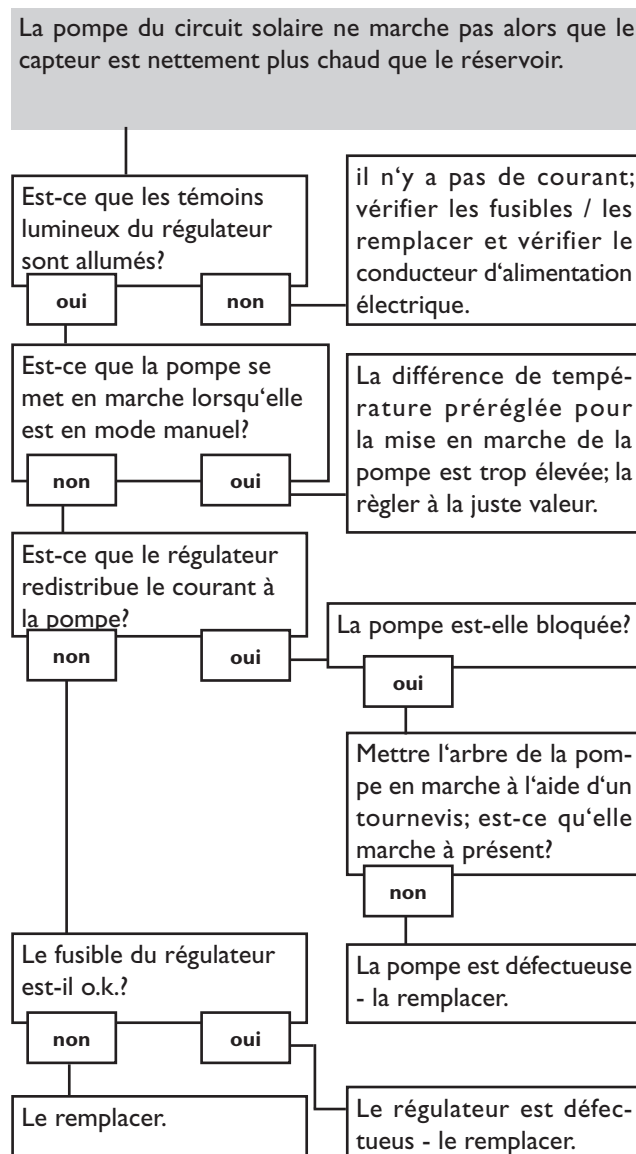 La pompe du circuit solaire ne marche pas alors que le
capteur est nettement plus chaud que le réservoir.
Est-ce que les témoins
lumineux du régulateur
sont allumés?
oui
non
il n‘y a pas de courant;
vérifier les fusibles / les
remplacer et vérifier le
conducteur d‘alimentation
électrique.
Est-ce que la pompe se
met en marche lorsqu‘elle
est en mode manuel?
non
oui
La différence de tempé-
rature préréglée pour
la mise en marche de la
pompe est trop élevée; la
règler à la juste valeur.
Est-ce que le régulateur
redistribue le courant à
la pompe?
non
oui
La pompe est-elle bloquée?
oui
Mettre l‘arbre de la pom-
pe en marche à l‘aide d‘un
tournevis; est-ce qu‘elle
marche à présent?
non
La pompe est défectueuse
- la remplacer.
Le fusible du régulateur
est-il o.k.?
non
oui
Le remplacer.
Le régulateur est défec-
tueus - le remplacer.